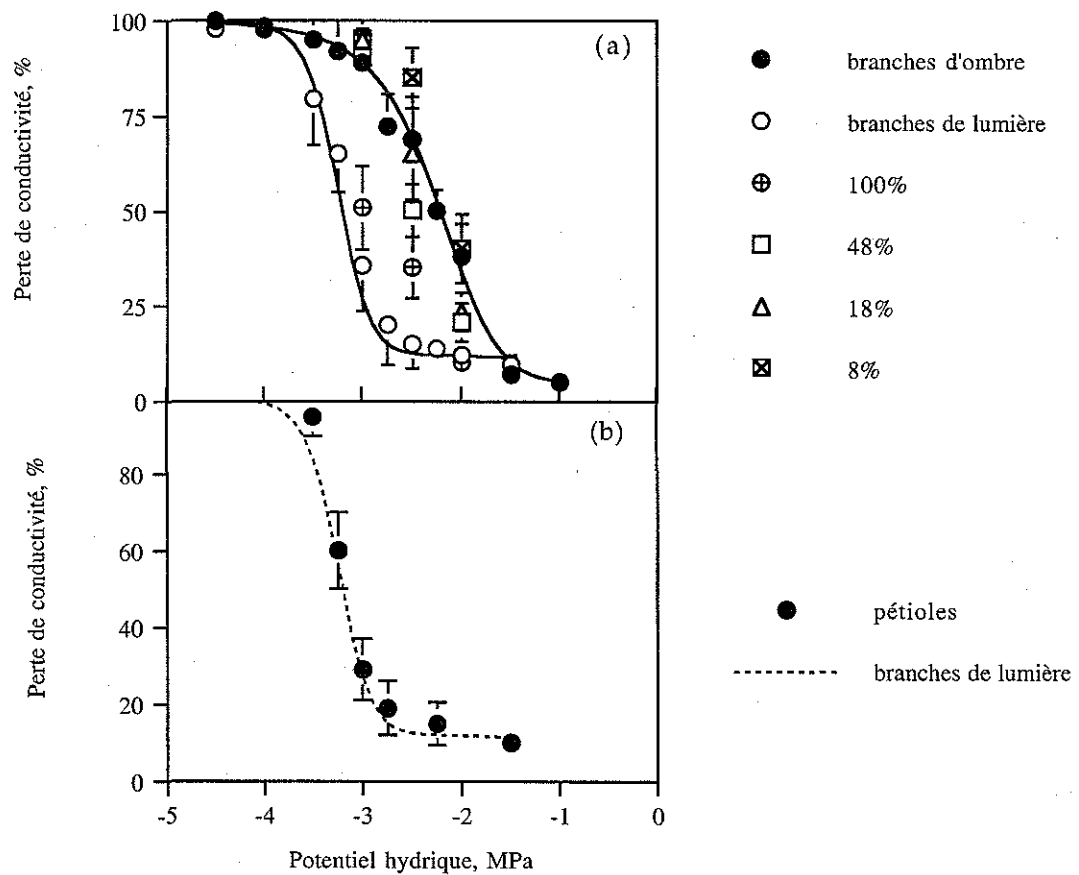 Perte de conductivité, %
100
75
50
25
0
(a)
branches d'ombre
branches de lumière
100%
48%
18%
8%
Perte de conductivité, %
80
60
40
20
0
(b)
pétioles
branches de lumière
-5
-4
-3
-2
-1
0
Potentiel hydrique, MPa